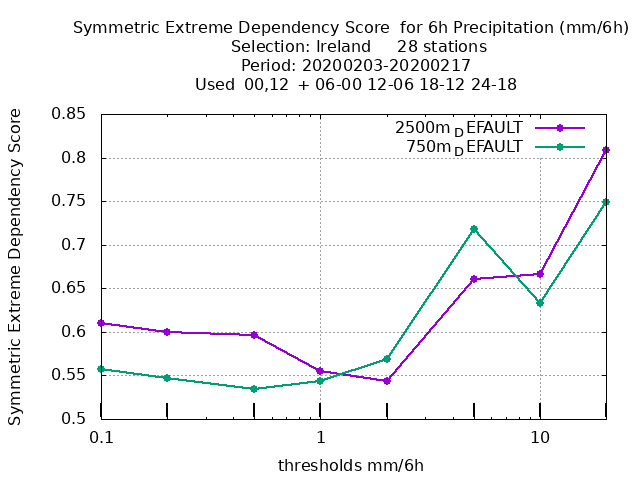 Symmetric Extreme Dependency Score for 6h Precipitation (mm/6h)
Selection: Ireland 28 stations
Period: 20200203-20200217
Used 00,12 + 06-00 12-06 18-12 24-18
Symmetric Extreme Dependency Score
0.85
0.8
0.75
0.7
0.65
0.6
0.55
0.5
2500mDEFAULT
750mDEFAULT
0.1 1 10
thresholds mm/6h